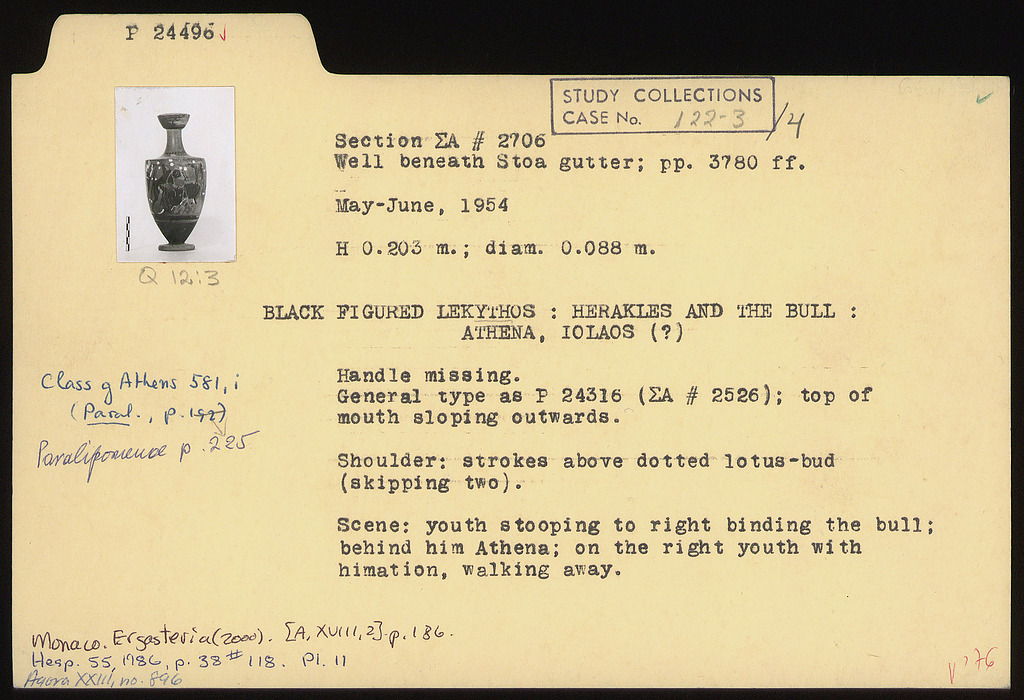 P 24496 ✓
STUDY COLLECTIONS
CASE No. 122-3/4
Section ΣA # 2706
Well beneath Stoa gutter; pp. 3780 ff.
May-June, 1954
H 0.203 m.; diam. 0.088 m.
Q 12:3
BLACK FIGURED LEKYTHOS : HERAKLES AND THE BULL :
ATHENA, IOLAOS (?)
Handle missing.
General type as P 24316 (ΣA # 2526); top of
mouth sloping outwards.
Class of Athens 581, i
(Paral., p. )
Paralipomena p. 225
Shoulder: strokes above dotted lotus-bud
(skipping two).
Scene: youth stooping to right binding the bull;
behind him Athena; on the right youth with
himation, walking away.
Monaco. Ergasteria (2000). [A, XVIII, 2] p. 186.
Hesp. 55, 1986, p. 38 # 118. Pl. 11
Agora XXIII, no. 896
✓ '76